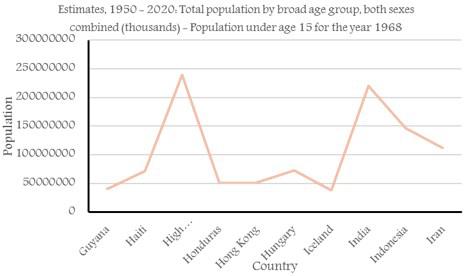 Estimates, 1950 - 2020: Total population by broad age group, both sexes
combined (thousands) - Population under age 15 for the year 1968
300000000
250000000
200000000
150000000
100000000
50000000
0
Population
Guyana
Haiti
High...
Honduras
Hong Kong
Hungary
Iceland
India
Indonesia
Iran
Country